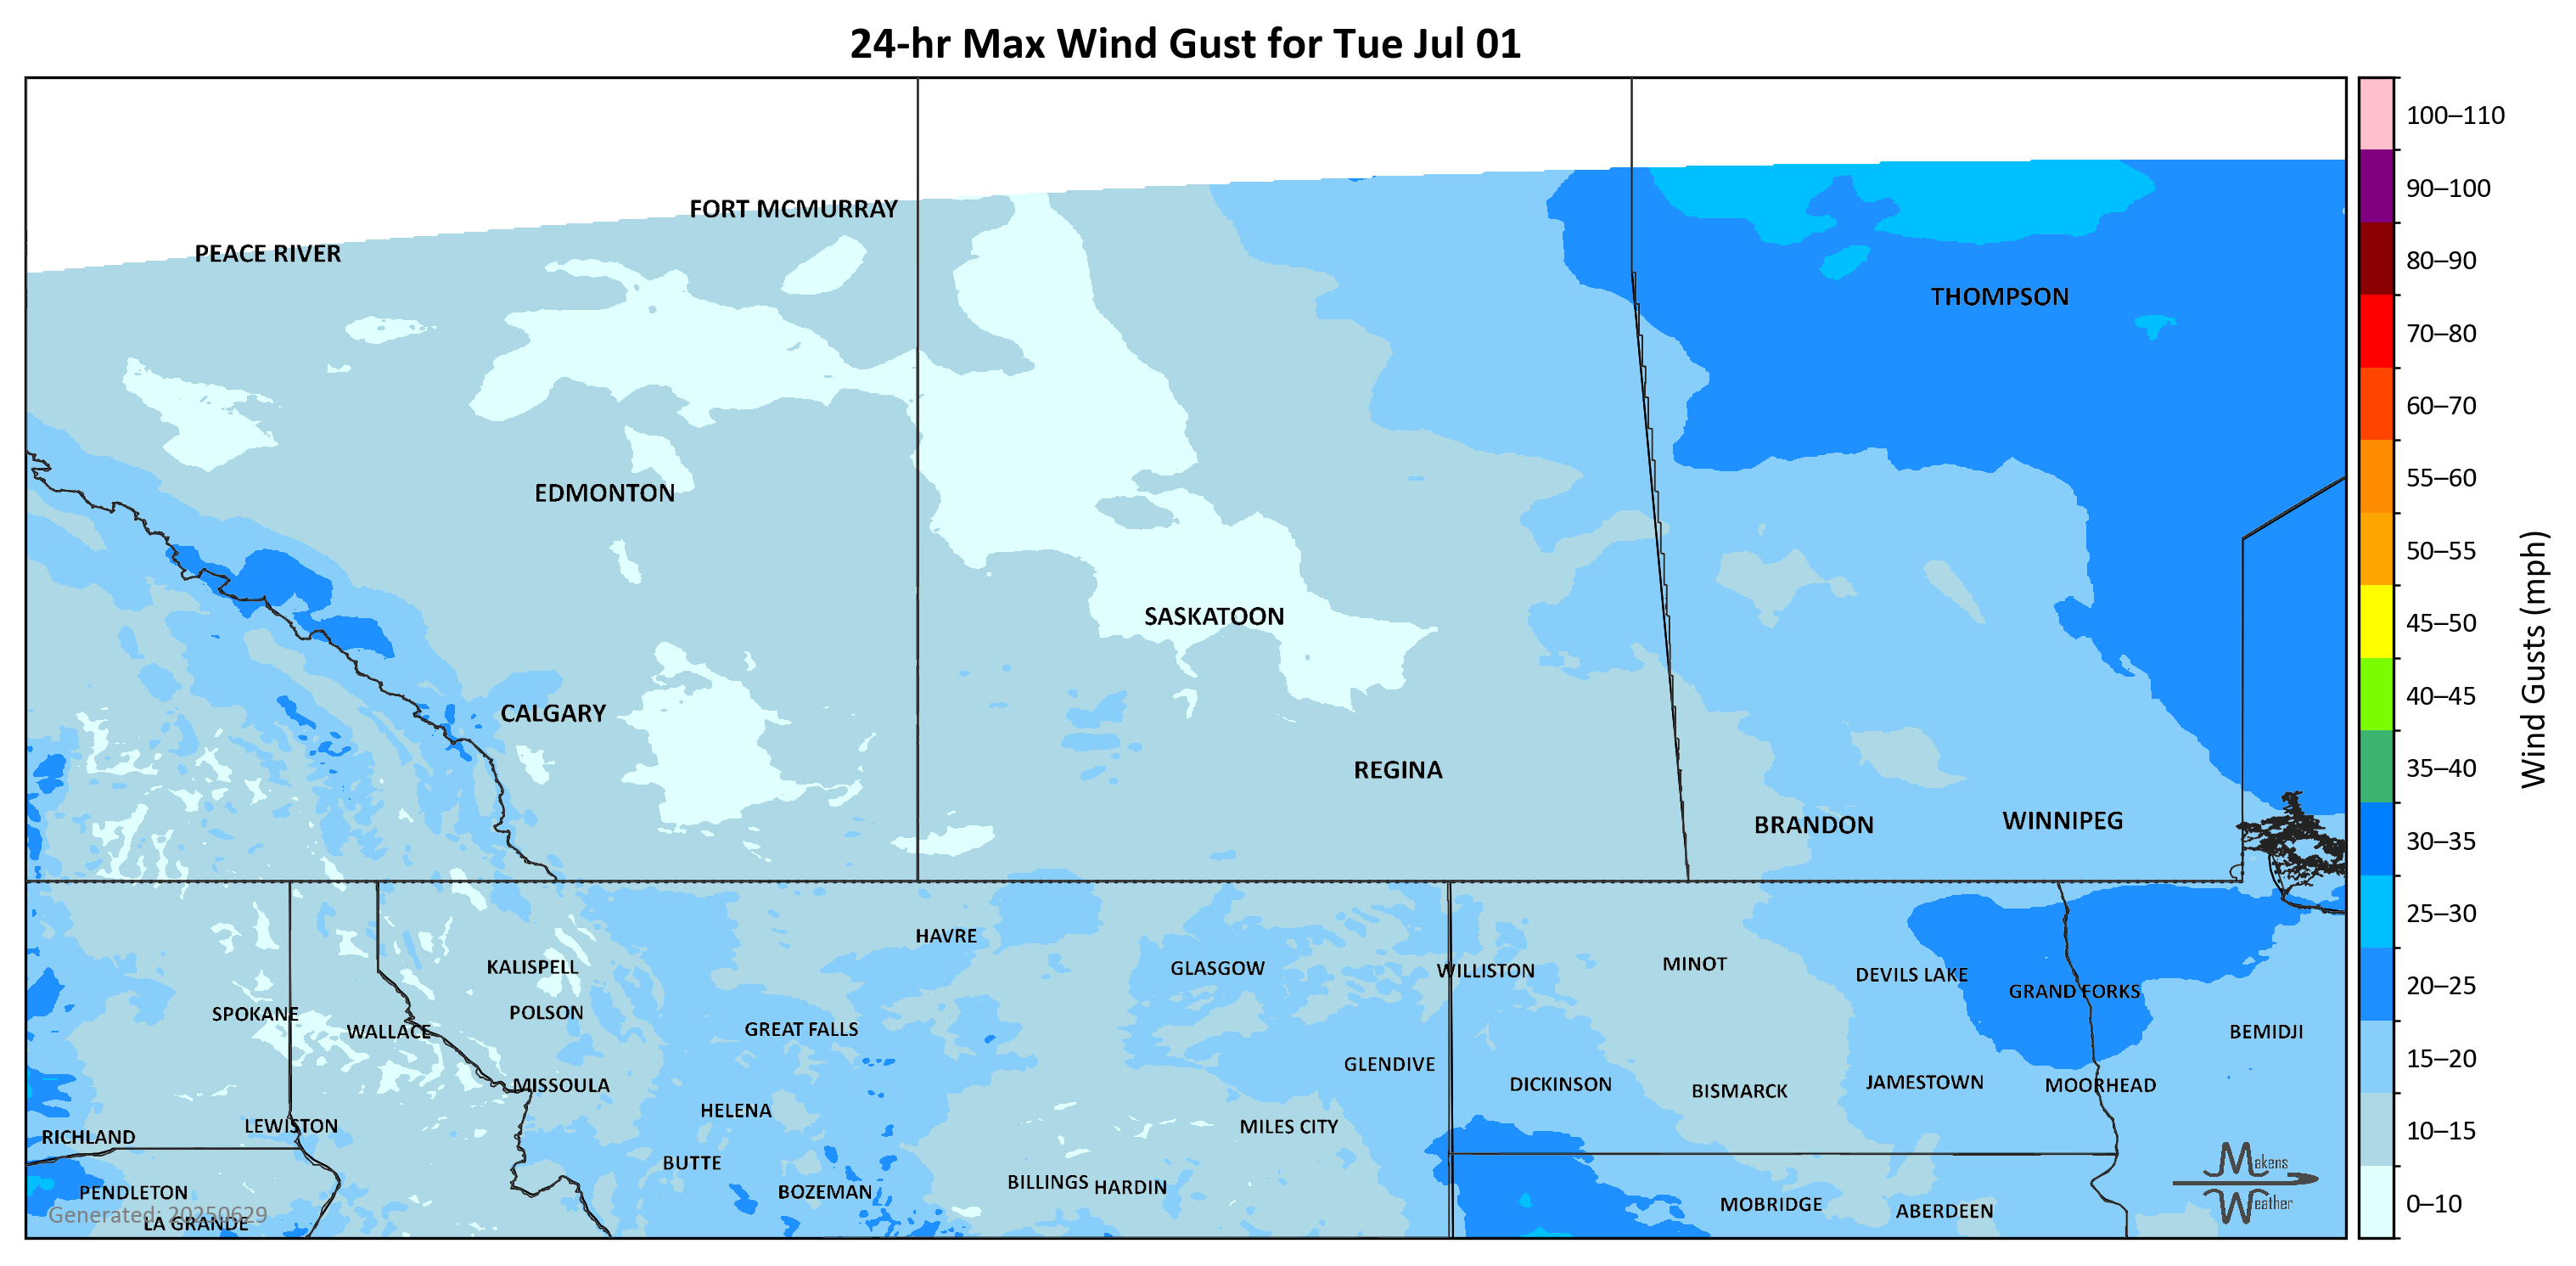 24-hr Max Wind Gust for Tue Jul 01
100–110
90–100
80–90
70–80
60–70
55–60
50–55
45–50
40–45
35–40
30–35
25–30
20–25
15–20
10–15
0–10
Wind Gusts (mph)
FORT MCMURRAY
PEACE RIVER
THOMPSON
EDMONTON
SASKATOON
CALGARY
REGINA
BRANDON
WINNIPEG
HAVRE
KALISPELL
GLASGOW
WILLISTON
MINOT
DEVILS LAKE
GRAND FORKS
SPOKANE
POLSON
WALLACE
GREAT FALLS
BEMIDJI
GLENDIVE
MISSOULA
DICKINSON
BISMARCK
JAMESTOWN
MOORHEAD
HELENA
LEWISTON
MILES CITY
RICHLAND
BUTTE
BILLINGS
HARDIN
PENDLETON
BOZEMAN
MOBRIDGE
ABERDEEN
LA GRANDE
Generated: 20250629
Makens
Weather